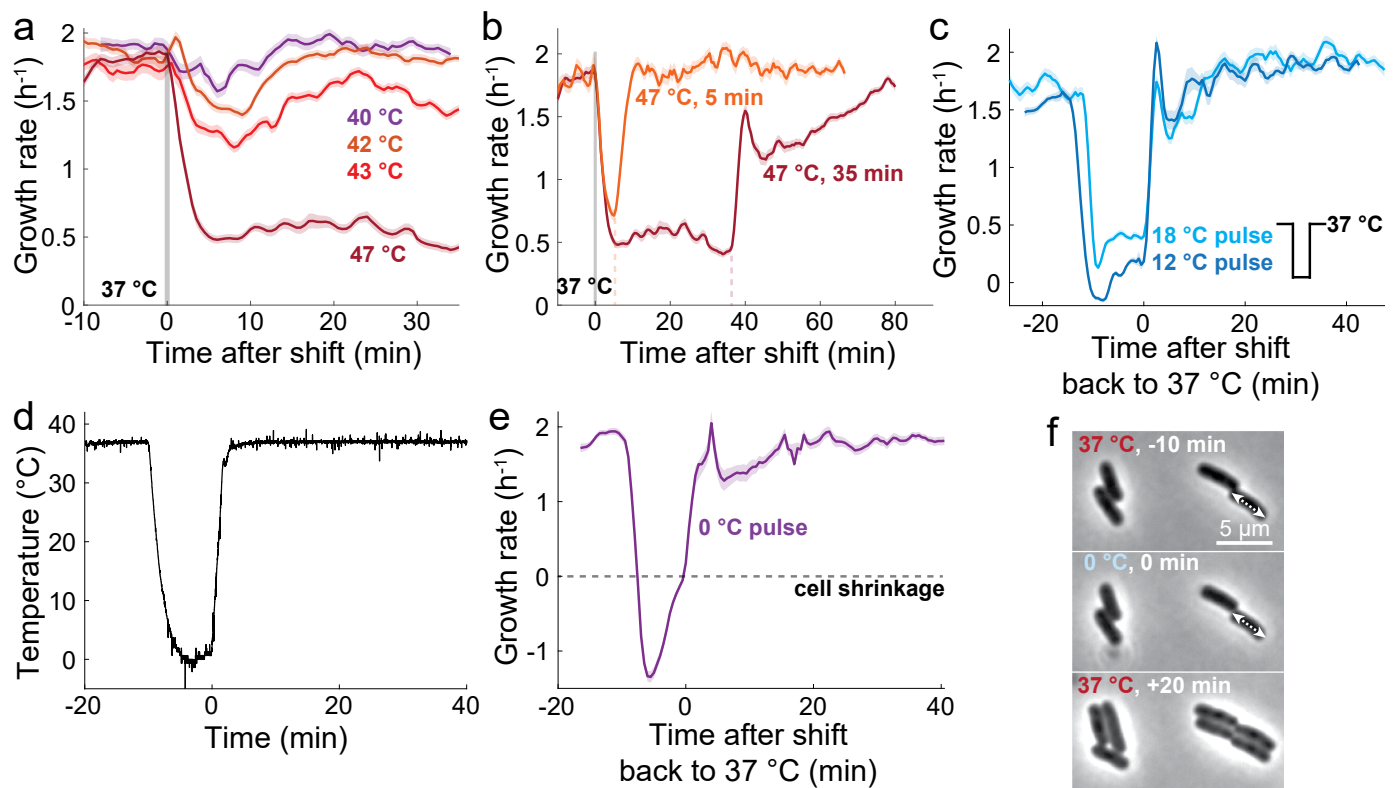 a
Growth rate (h⁻¹)
2
1.5
1
0.5
0
40 °C
42 °C
43 °C
47 °C
37 °C
-10
0
10
20
30
Time after shift (min)
b
Growth rate (h⁻¹)
2
1.5
1
0.5
0
47 °C, 5 min
47 °C, 35 min
37 °C
0
20
40
60
80
Time after shift (min)
c
Growth rate (h⁻¹)
2
1.5
1
0.5
0
37 °C
18 °C pulse
12 °C pulse
-20
0
20
40
Time after shift
back to 37 °C (min)
d
Temperature (°C)
40
30
20
10
0
-20
0
20
40
Time (min)
e
Growth rate (h⁻¹)
2
1
0
-1
0 °C pulse
cell shrinkage
-20
0
20
40
Time after shift
back to 37 °C (min)
f
37 °C, -10 min
5 µm
0 °C, 0 min
37 °C, +20 min